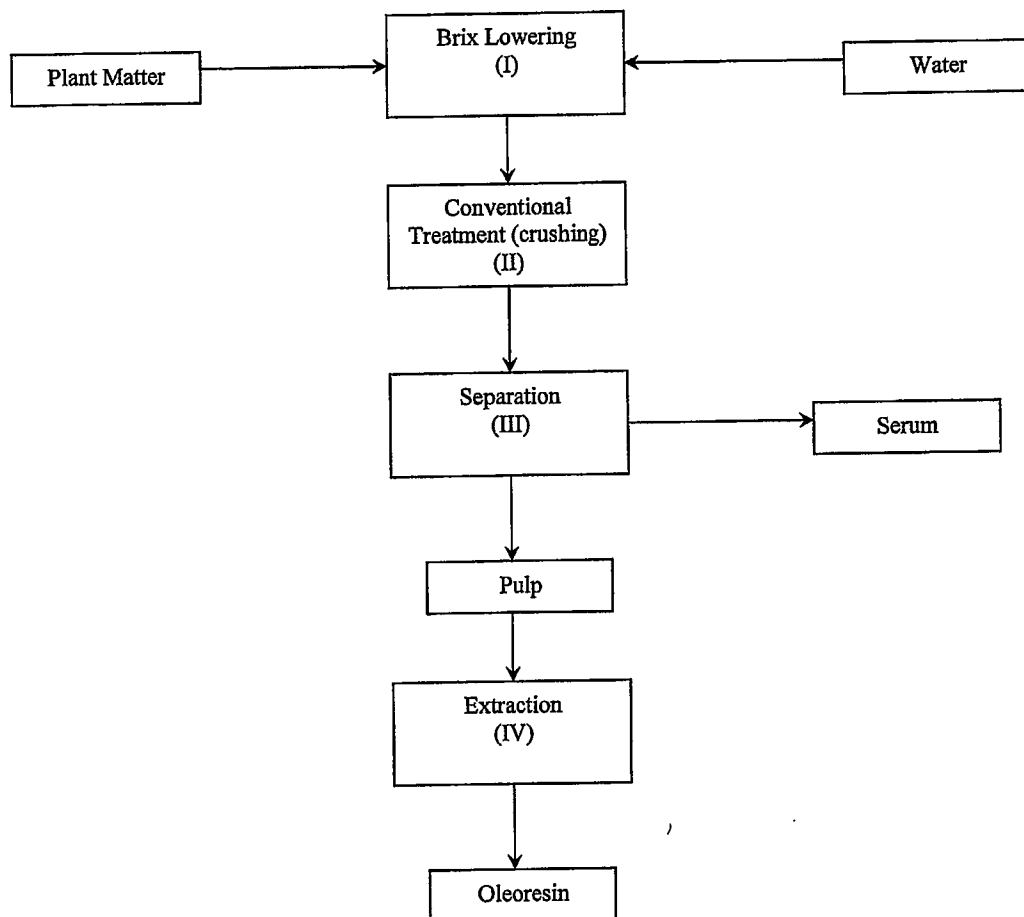 Brix Lowering
(I)
Plant Matter
Water
Conventional
Treatment (crushing)
(II)
Separation
(III)
Serum
Pulp
Extraction
(IV)
Oleoresin